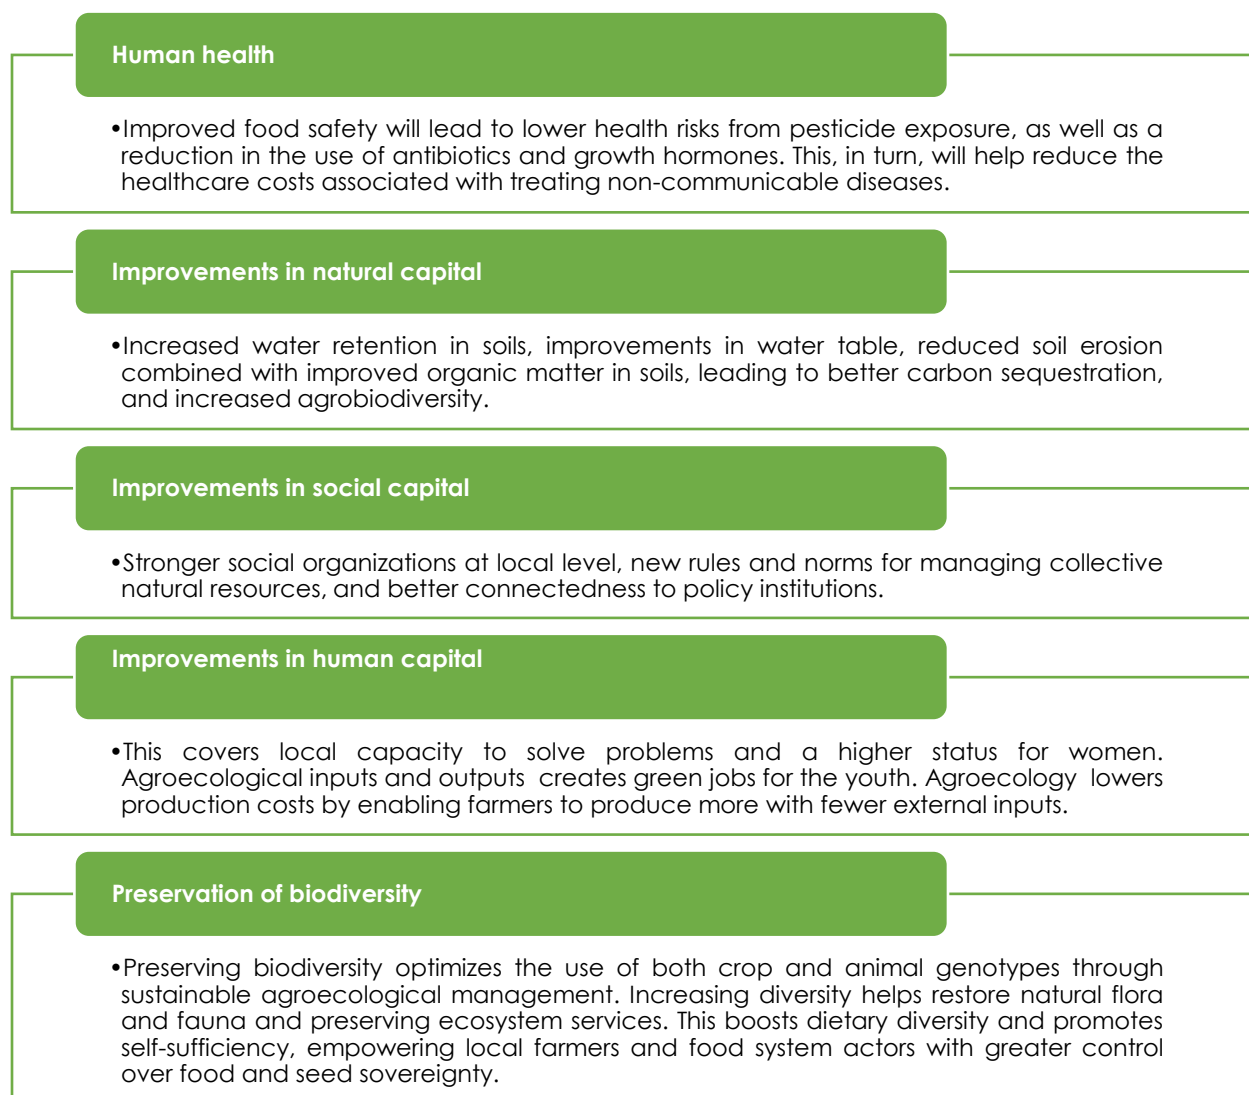 Human health
•Improved food safety will lead to lower health risks from pesticide exposure, as well as a
reduction in the use of antibiotics and growth hormones. This, in turn, will help reduce the
healthcare costs associated with treating non-communicable diseases.
Improvements in natural capital
•Increased water retention in soils, improvements in water table, reduced soil erosion
combined with improved organic matter in soils, leading to better carbon sequestration,
and increased agrobiodiversity.
Improvements in social capital
•Stronger social organizations at local level, new rules and norms for managing collective
natural resources, and better connectedness to policy institutions.
Improvements in human capital
•This covers local capacity to solve problems and a higher status for women.
Agroecological inputs and outputs creates green jobs for the youth. Agroecology lowers
production costs by enabling farmers to produce more with fewer external inputs.
Preservation of biodiversity
•Preserving biodiversity optimizes the use of both crop and animal genotypes through
sustainable agroecological management. Increasing diversity helps restore natural flora
and fauna and preserving ecosystem services. This boosts dietary diversity and promotes
self-sufficiency, empowering local farmers and food system actors with greater control
over food and seed sovereignty.